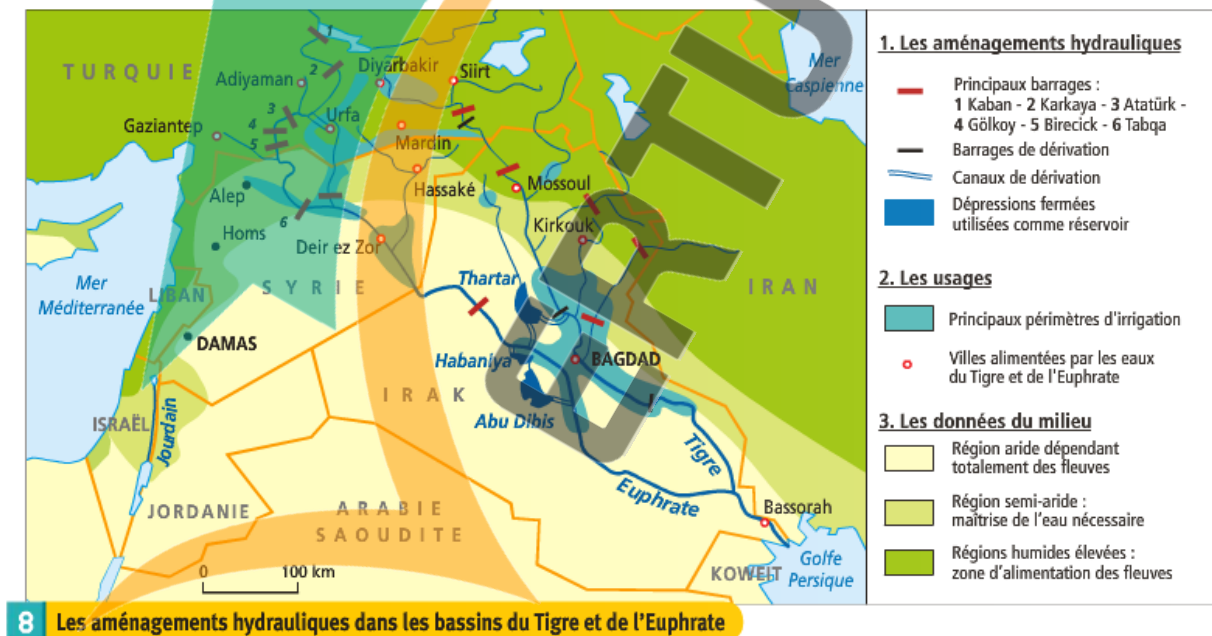 TURQUIE
Adiyaman
Diyarbakir
Siirt
Mer
Caspienne
Gaziantep
Urfa
Mardin
1
2
3
4
5
6
Alep
Hassaké
Mossoul
Homs
Deir ez Zor
Kirkouk
Mer
Méditerranée
LIBAN
SYRIE
Thartar
IRAN
DAMAS
Habaniya
BAGDAD
IRAK
Abu Dibis
ISRAËL
Jourdain
Tigre
Euphrate
JORDANIE
ARABIE
SAOUDITE
Bassorah
0 100 km
KOWEIT
Golfe
Persique
1. Les aménagements hydrauliques
Principaux barrages :
1 Kaban - 2 Karkaya - 3 Atatürk -
4 Gölkoy - 5 Birecick - 6 Tabqa
Barrages de dérivation
Canaux de dérivation
Dépressions fermées
utilisées comme réservoir
2. Les usages
Principaux périmètres d'irrigation
Villes alimentées par les eaux
du Tigre et de l'Euphrate
3. Les données du milieu
Région aride dépendant
totalement des fleuves
Région semi-aride :
maîtrise de l'eau nécessaire
Régions humides élevées :
zone d'alimentation des fleuves
8 Les aménagements hydrauliques dans les bassins du Tigre et de l'Euphrate